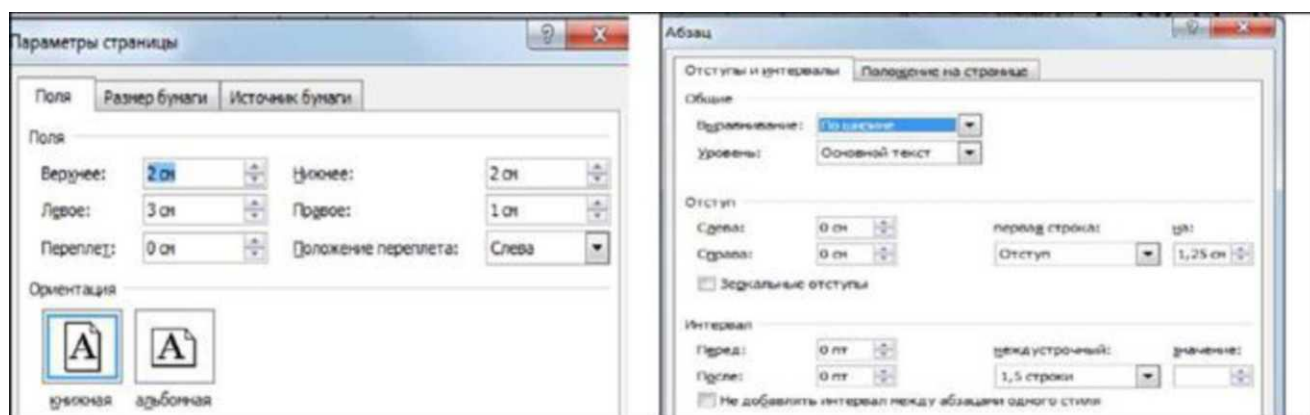 Параметры страницы
Поля Размер бумаги Источник бумаги
Поля
Верхнее: 2 см Нижнее: 2 см
Левое: 3 см Правое: 1 см
Переплет: 0 см Положение переплета: Слева
Ориентация
книжная альбомная
Абзац
Отступы и интервалы Положение на странице
Общие
Выравнивание: По ширине
Уровень: Основной текст
Отступ
Слева: 0 см первая строка: на:
Справа: 0 см Отступ 1,25 см
Зеркальные отступы
Интервал
Перед: 0 пт междустрочный: значение:
После: 0 пт 1,5 строки
Не добавлять интервал между абзацами одного стиля